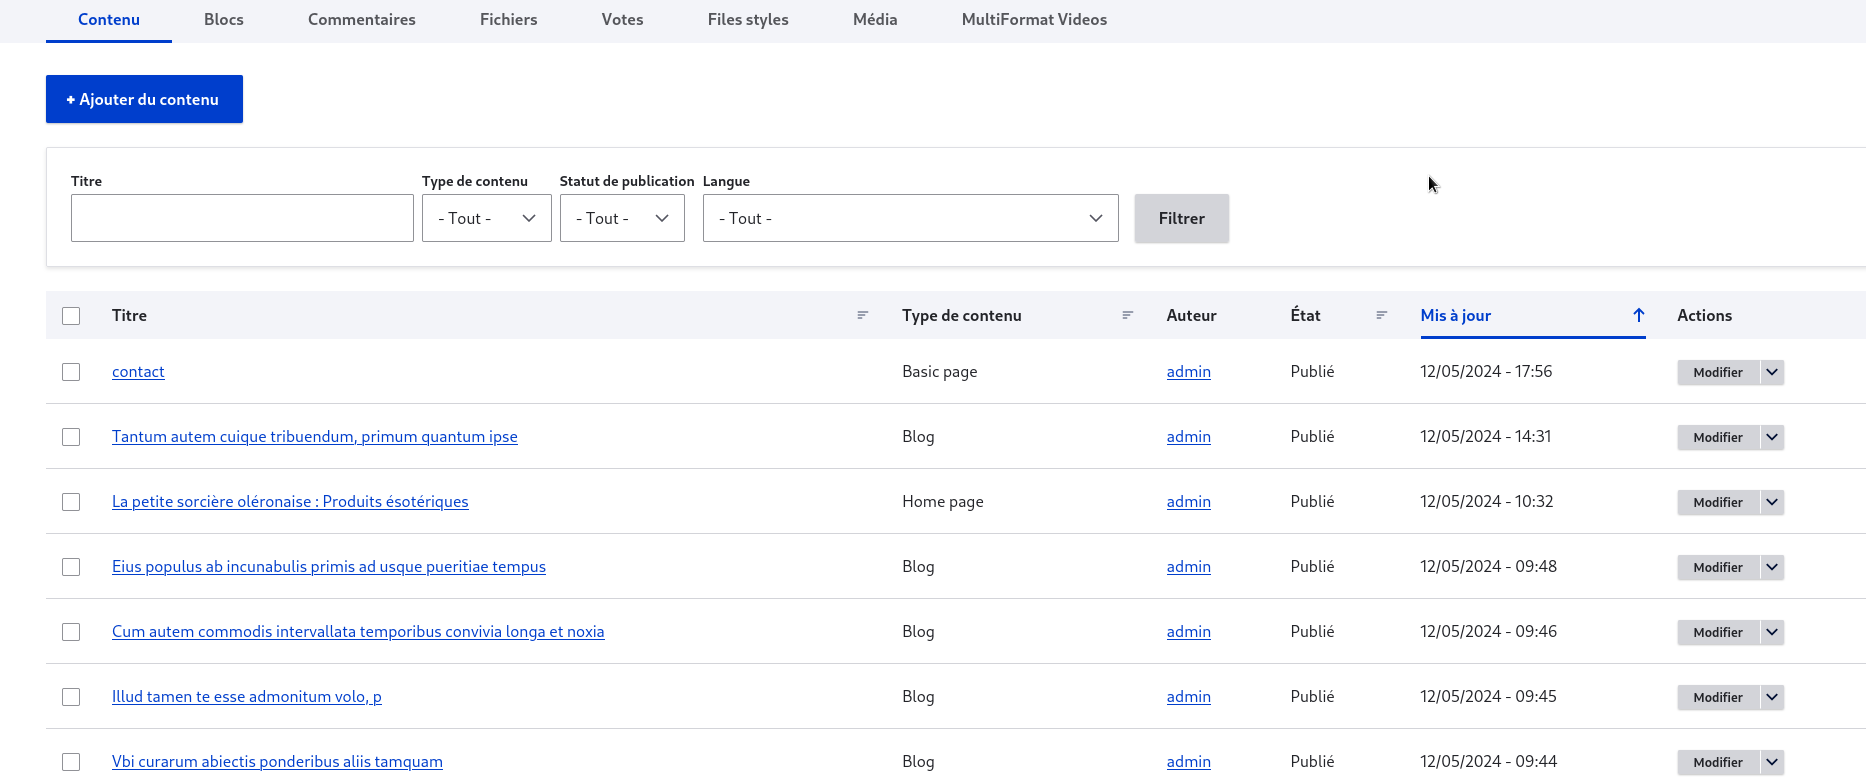 Contenu Blocs Commentaires Fichiers Votes Files styles Média MultiFormat Videos
+ Ajouter du contenu
Titre Type de contenu Statut de publication Langue
- Tout - - Tout - - Tout - Filtrer
Titre Type de contenu Auteur État Mis à jour Actions
contact Basic page admin Publié 12/05/2024 - 17:56 Modifier
Tantum autem cuique tribuendum, primum quantum ipse Blog admin Publié 12/05/2024 - 14:31 Modifier
La petite sorcière oléronaise : Produits ésotériques Home page admin Publié 12/05/2024 - 10:32 Modifier
Eius populus ab incunabulis primis ad usque pueritiae tempus Blog admin Publié 12/05/2024 - 09:48 Modifier
Cum autem commodis intervallata temporibus convivia longa et noxia Blog admin Publié 12/05/2024 - 09:46 Modifier
Illud tamen te esse admonitum volo, p Blog admin Publié 12/05/2024 - 09:45 Modifier
Vbi curarum abiectis ponderibus aliis tamquam Blog admin Publié 12/05/2024 - 09:44 Modifier